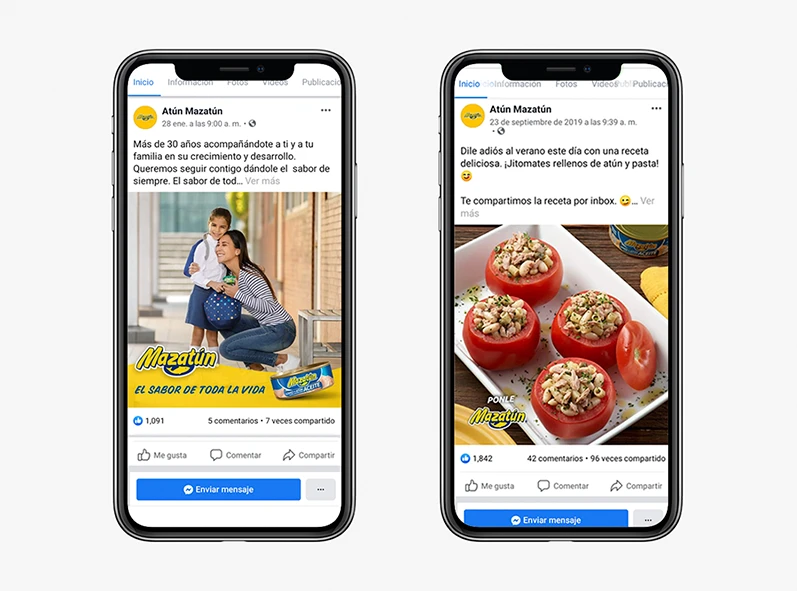 Inicio Información Fotos Videos Publicacio
Atún Mazatún
28 ene. a las 9:00 a. m. •
Más de 30 años acompañándote a ti y a tu
familia en su crecimiento y desarrollo.
Queremos seguir contigo dándole el sabor de
siempre. El sabor de tod... Ver más
Mazatún
EL SABOR DE TODA LA VIDA
Mazatún
ACEITE
1,091 5 comentarios • 7 veces compartido
Me gusta Comentar Compartir
Enviar mensaje ...
Inicio Información Fotos Videos Publicac
Atún Mazatún
23 de septiembre de 2019 a las 9:39 a. m.
•
Dile adiós al verano este día con una receta
deliciosa. ¡Jitomates rellenos de atún y pasta!
Te compartimos la receta por inbox. ... Ver
más
PONLE
Mazatún
1,842 42 comentarios • 96 veces compartido
Me gusta Comentar Compartir
Enviar mensaje ...